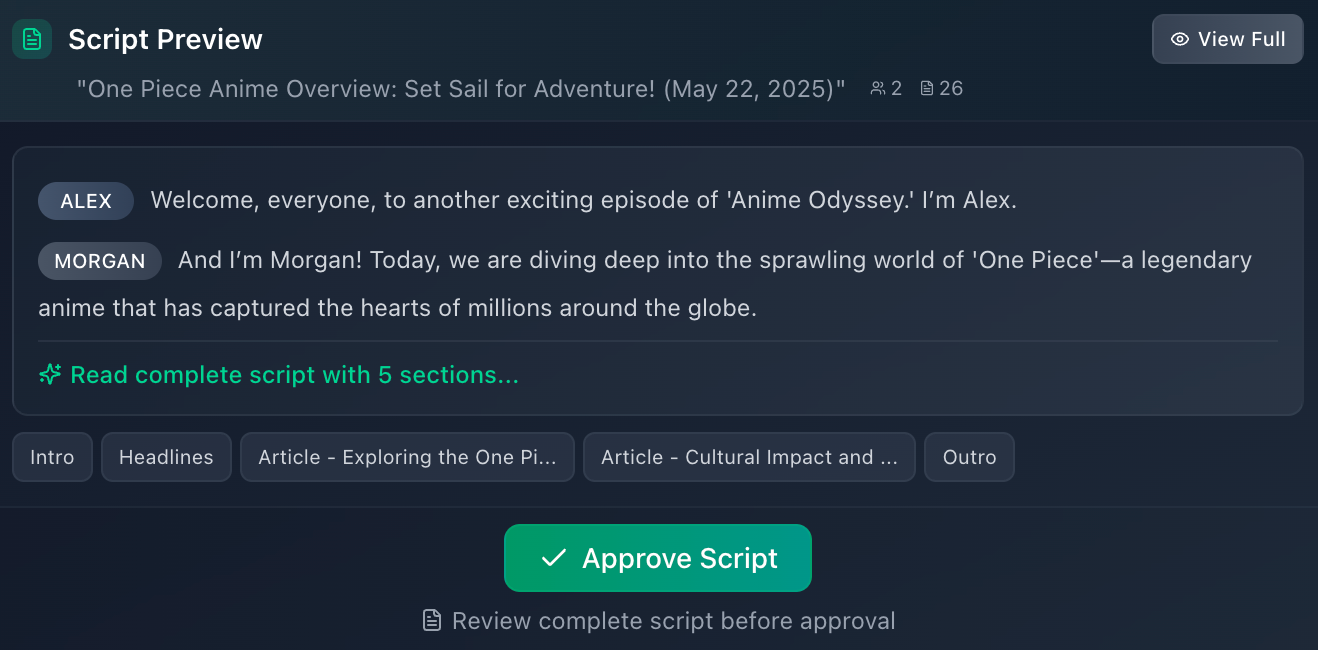 Script Preview
View Full
"One Piece Anime Overview: Set Sail for Adventure! (May 22, 2025)" 2 26
ALEX Welcome, everyone, to another exciting episode of 'Anime Odyssey.' I’m Alex.
MORGAN And I’m Morgan! Today, we are diving deep into the sprawling world of 'One Piece'—a legendary
anime that has captured the hearts of millions around the globe.
Read complete script with 5 sections...
Intro Headlines Article - Exploring the One Pi... Article - Cultural Impact and ... Outro
Approve Script
Review complete script before approval